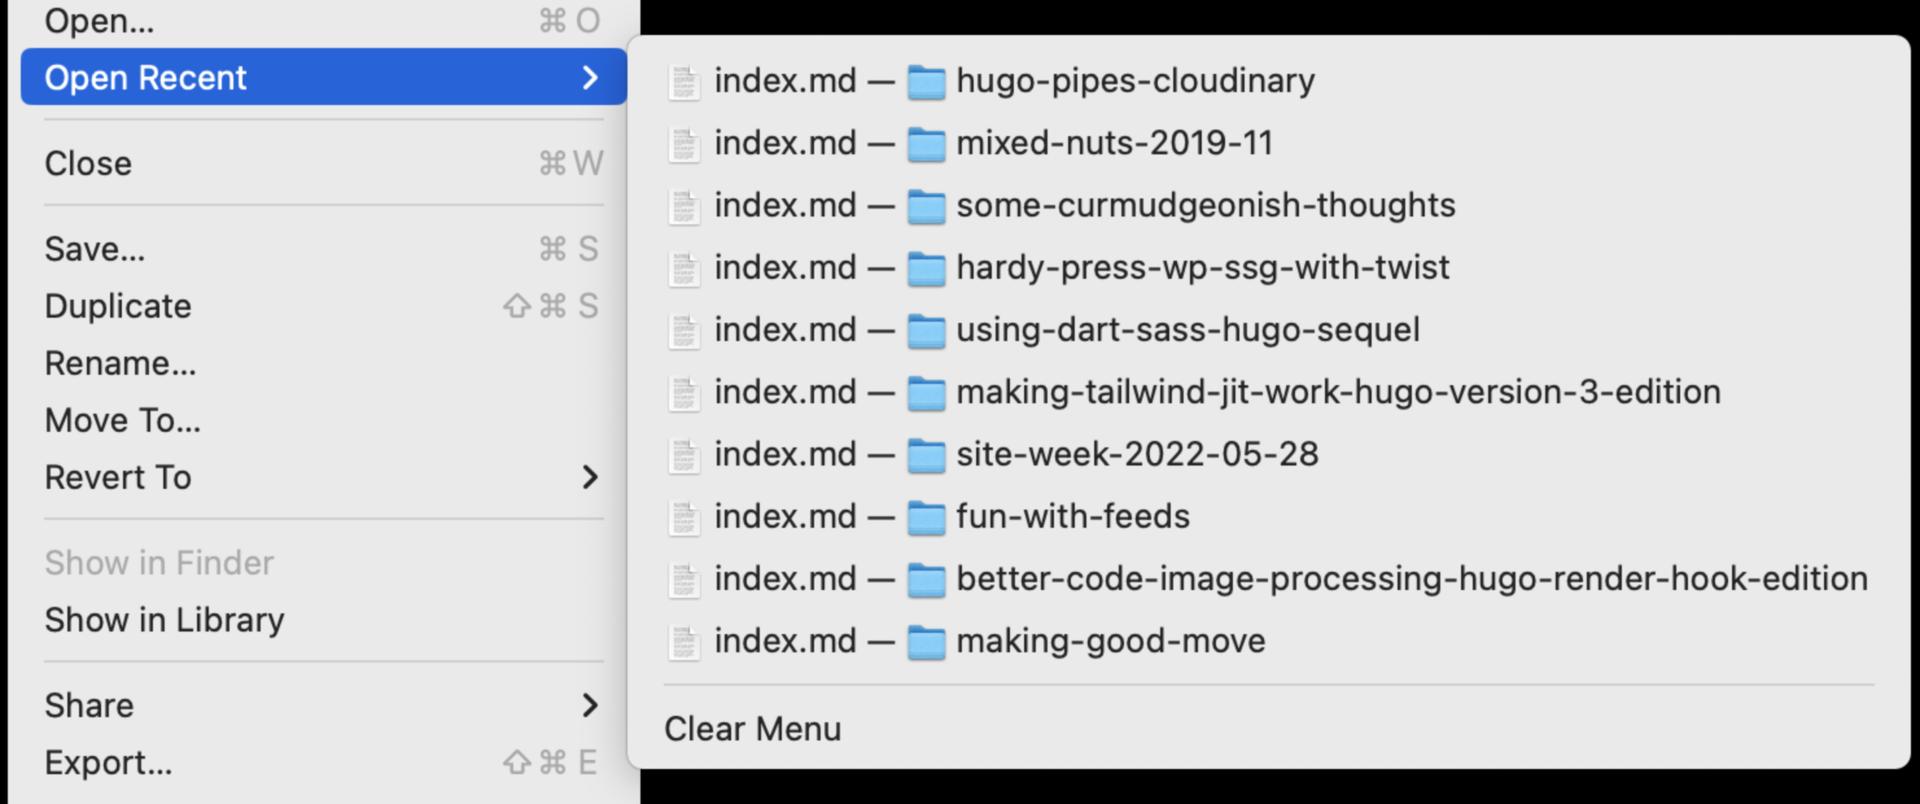 Open... ⌘ O
Open Recent
Close ⌘ W
Save... ⌘ S
Duplicate ⇧ ⌘ S
Rename...
Move To...
Revert To
Show in Finder
Show in Library
Share
Export... ⇧ ⌘ E
index.md — hugo-pipes-cloudinary
index.md — mixed-nuts-2019-11
index.md — some-curmudgeonish-thoughts
index.md — hardy-press-wp-ssg-with-twist
index.md — using-dart-sass-hugo-sequel
index.md — making-tailwind-jit-work-hugo-version-3-edition
index.md — site-week-2022-05-28
index.md — fun-with-feeds
index.md — better-code-image-processing-hugo-render-hook-edition
index.md — making-good-move
Clear Menu